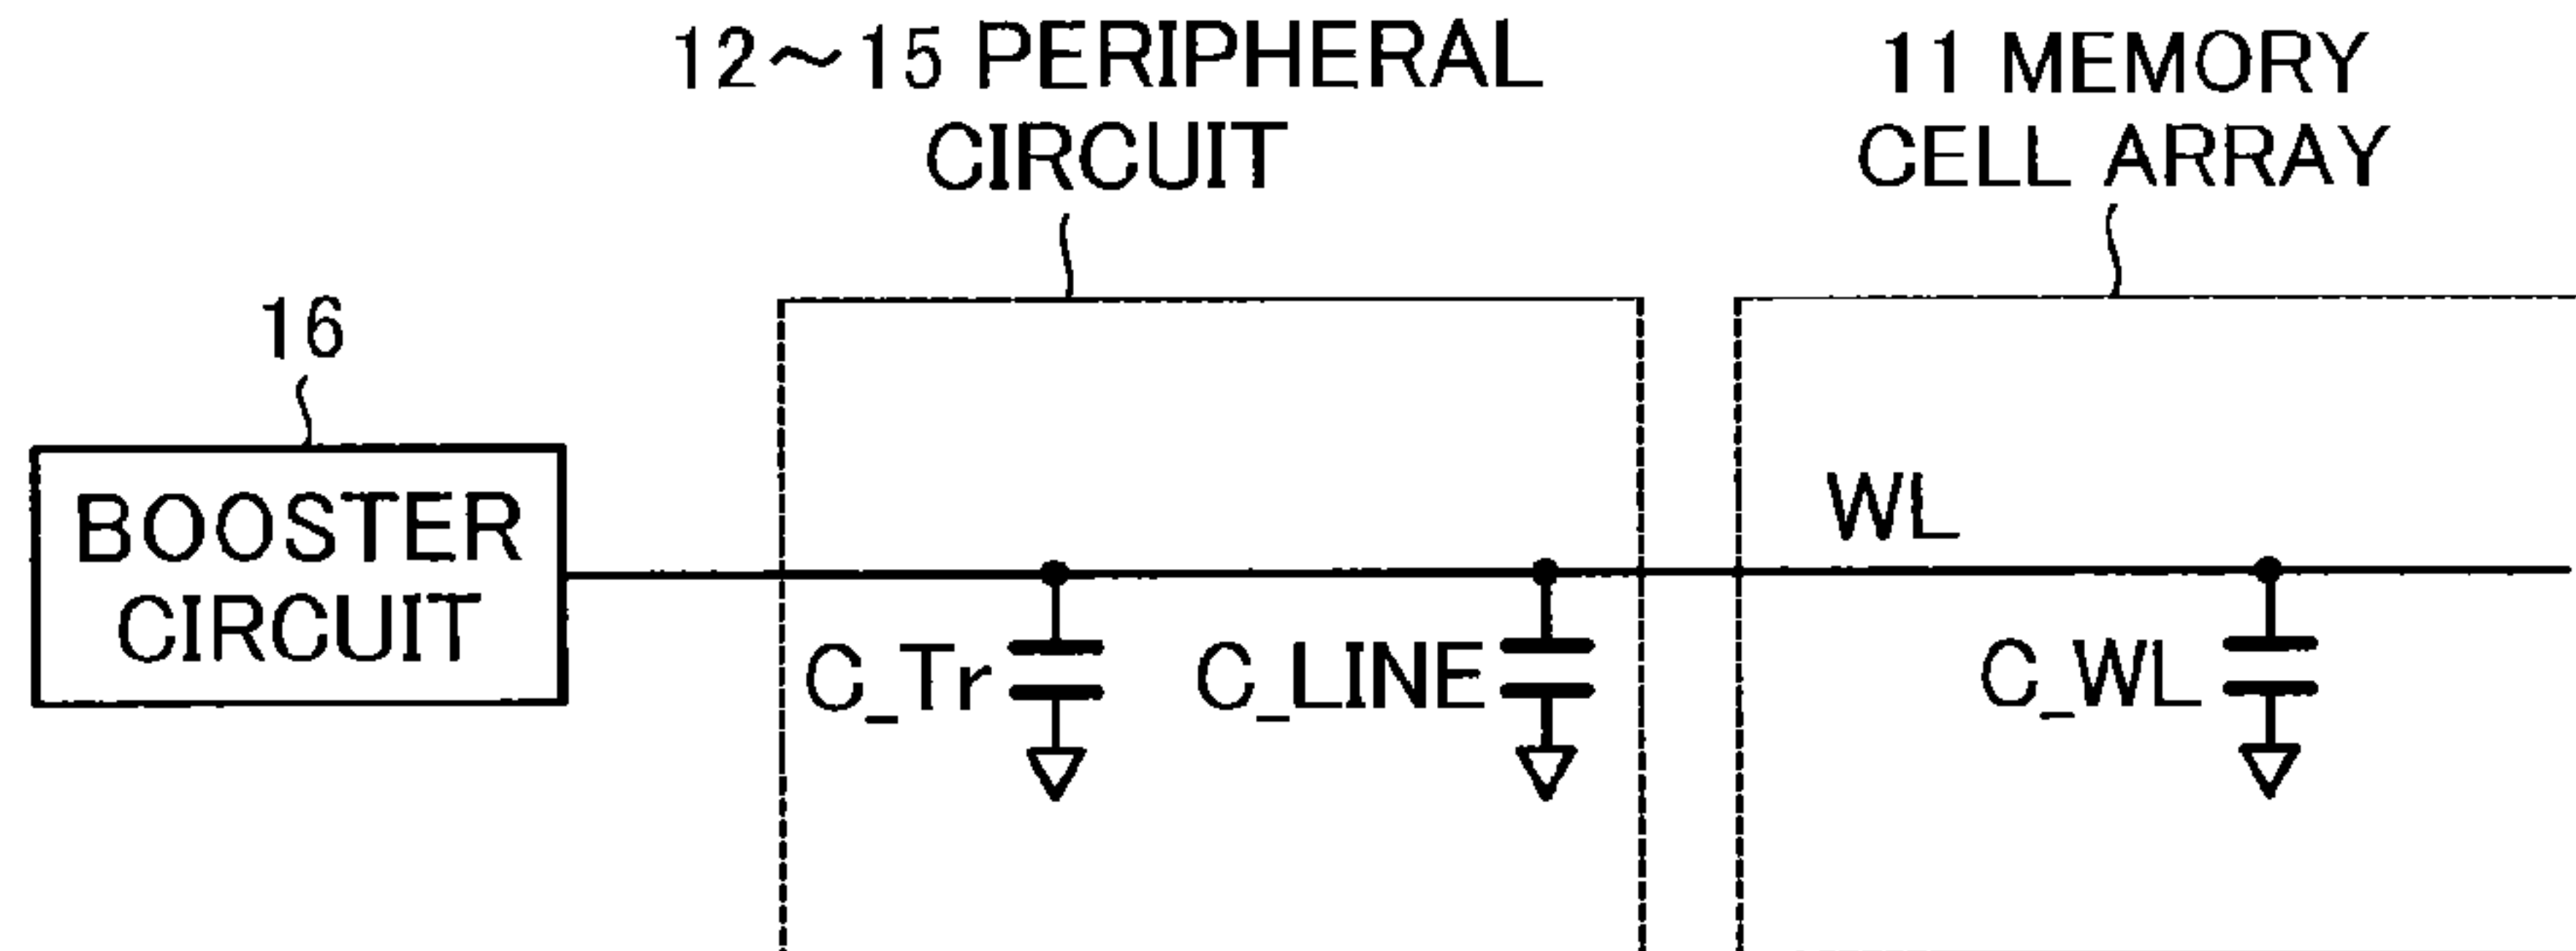 12～15 PERIPHERAL
CIRCUIT
11 MEMORY
CELL ARRAY
16
BOOSTER
CIRCUIT
WL
C_Tr
C_LINE
C_WL